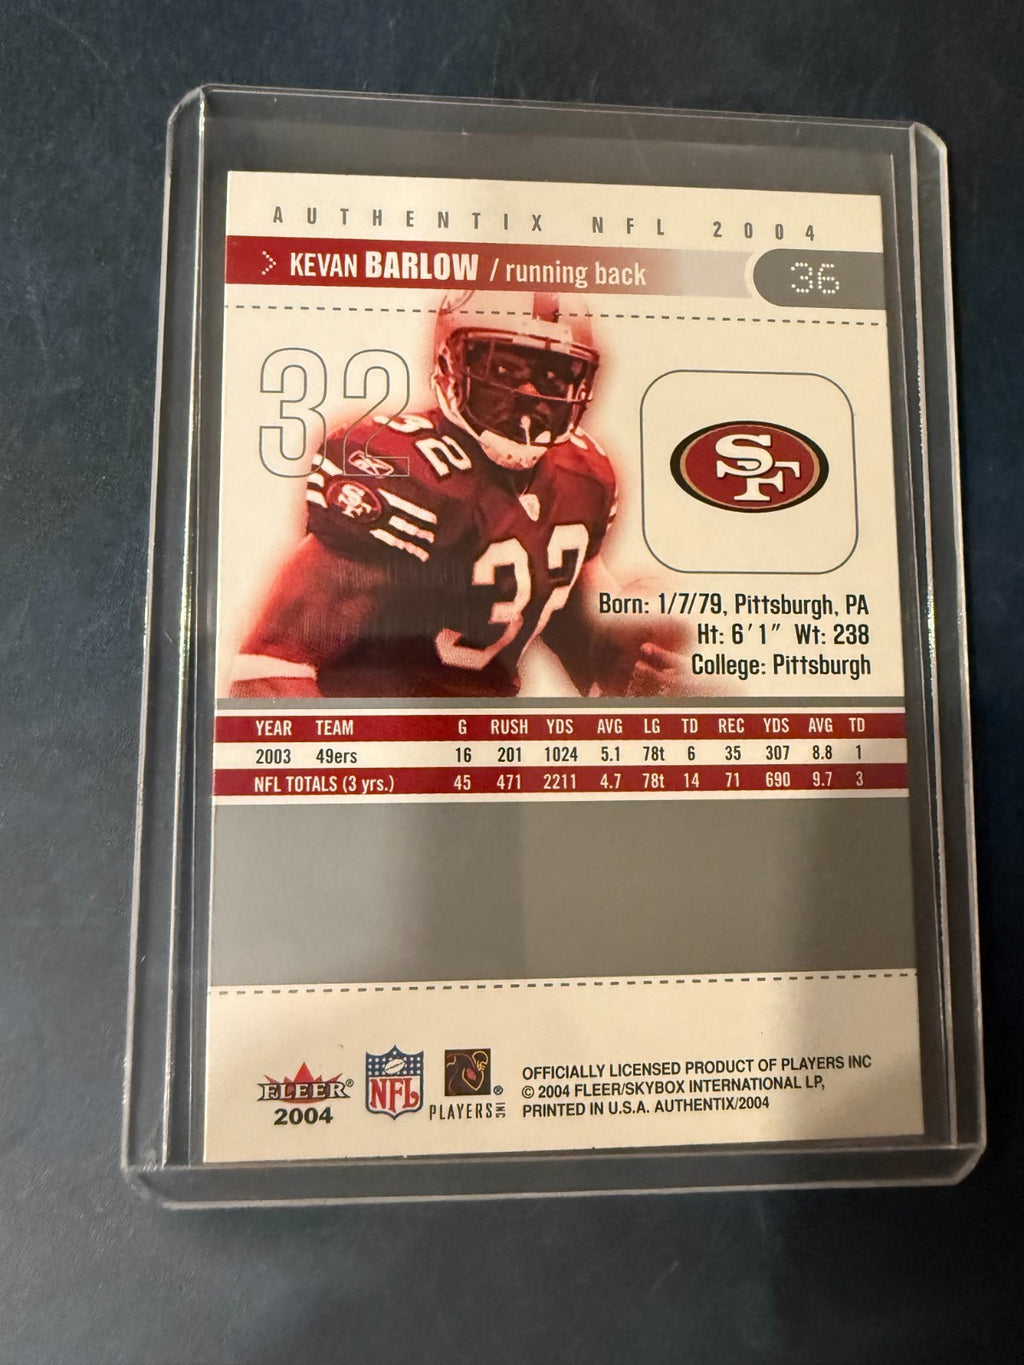 AUTHENTIX NFL 2004
> KEVAN BARLOW / running back 36
32
32
32
SF
SF
Born: 1/7/79, Pittsburgh, PA
Ht: 6'1" Wt: 238
College: Pittsburgh
YEAR TEAM G RUSH YDS AVG LG TD REC YDS AVG TD
2003 49ers 16 201 1024 5.1 78t 6 35 307 8.8 1
NFL TOTALS (3 yrs.) 45 471 2211 4.7 78t 14 71 690 9.7 3
FLEER®
2004
NFL
PLAYERS INC ®
OFFICIALLY LICENSED PRODUCT OF PLAYERS INC
© 2004 FLEER/SKYBOX INTERNATIONAL LP,
PRINTED IN U.S.A. AUTHENTIX/2004